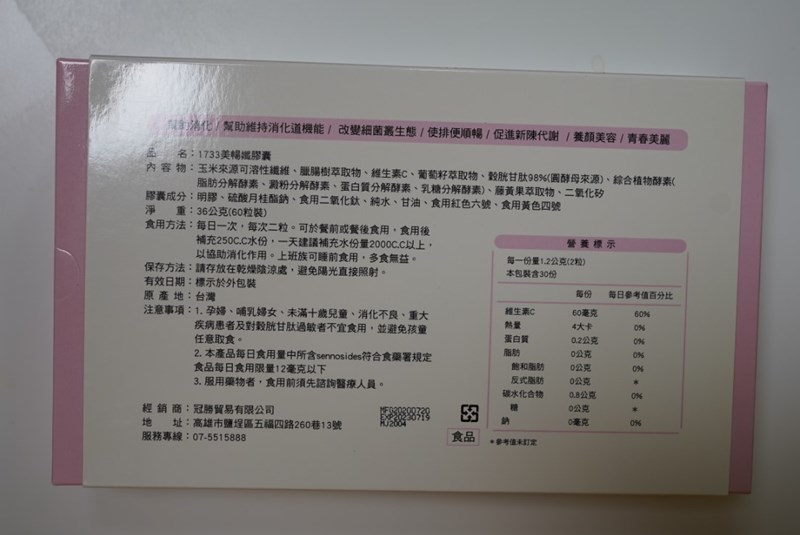 幫助消化 / 幫助維持消化道機能 / 改變細菌叢生態 / 使排便順暢 / 促進新陳代謝 / 養顏美容 / 青春美麗
品 名：1733美暢纖膠囊
內 容 物：玉米來源可溶性纖維、臘腸樹萃取物、維生素C、葡萄籽萃取物、穀胱甘肽98%(圓酵母來源)、綜合植物酵素(
脂肪分解酵素、澱粉分解酵素、蛋白質分解酵素、乳糖分解酵素)、藤黃果萃取物、二氧化矽
膠囊成分：明膠、硫酸月桂酯鈉、食用二氧化鈦、純水、甘油、食用紅色六號、食用黃色四號
淨 重：36公克(60粒裝)
食用方法：每日一次，每次二粒。可於餐前或餐後食用，食用後
補充250C.C水份，一天建議補充水份量2000C.C以上，
以協助消化作用。上班族可睡前食用，多食無益。
保存方法：請存放在乾燥陰涼處，避免陽光直接照射。
有效日期：標示於外包裝
原 產 地：台灣
注意事項：1. 孕婦、哺乳婦女、未滿十歲兒童、消化不良、重大
疾病患者及對穀胱甘肽過敏者不宜食用，並避免孩童
任意取食。
2. 本產品每日食用量中所含sennosides符合食藥署規定
食品每日食用限量12毫克以下
3. 服用藥物者，食用前須先諮詢醫療人員。
經 銷 商：冠勝貿易有限公司
地 址：高雄市鹽埕區五福四路260巷13號
服務專線：07-5515888
MFD20200720
EXP20230719
MJ2004
食品
營養標示
每一份量1.2公克(2粒)
本包裝含30份
每份 每日參考值百分比
維生素C 60毫克 60%
熱量 4大卡 0%
蛋白質 0.2公克 0%
脂肪 0公克 0%
飽和脂肪 0公克 0%
反式脂肪 0公克 *
碳水化合物 0.8公克 0%
糖 0公克 *
鈉 0毫克 0%
*參考值未訂定